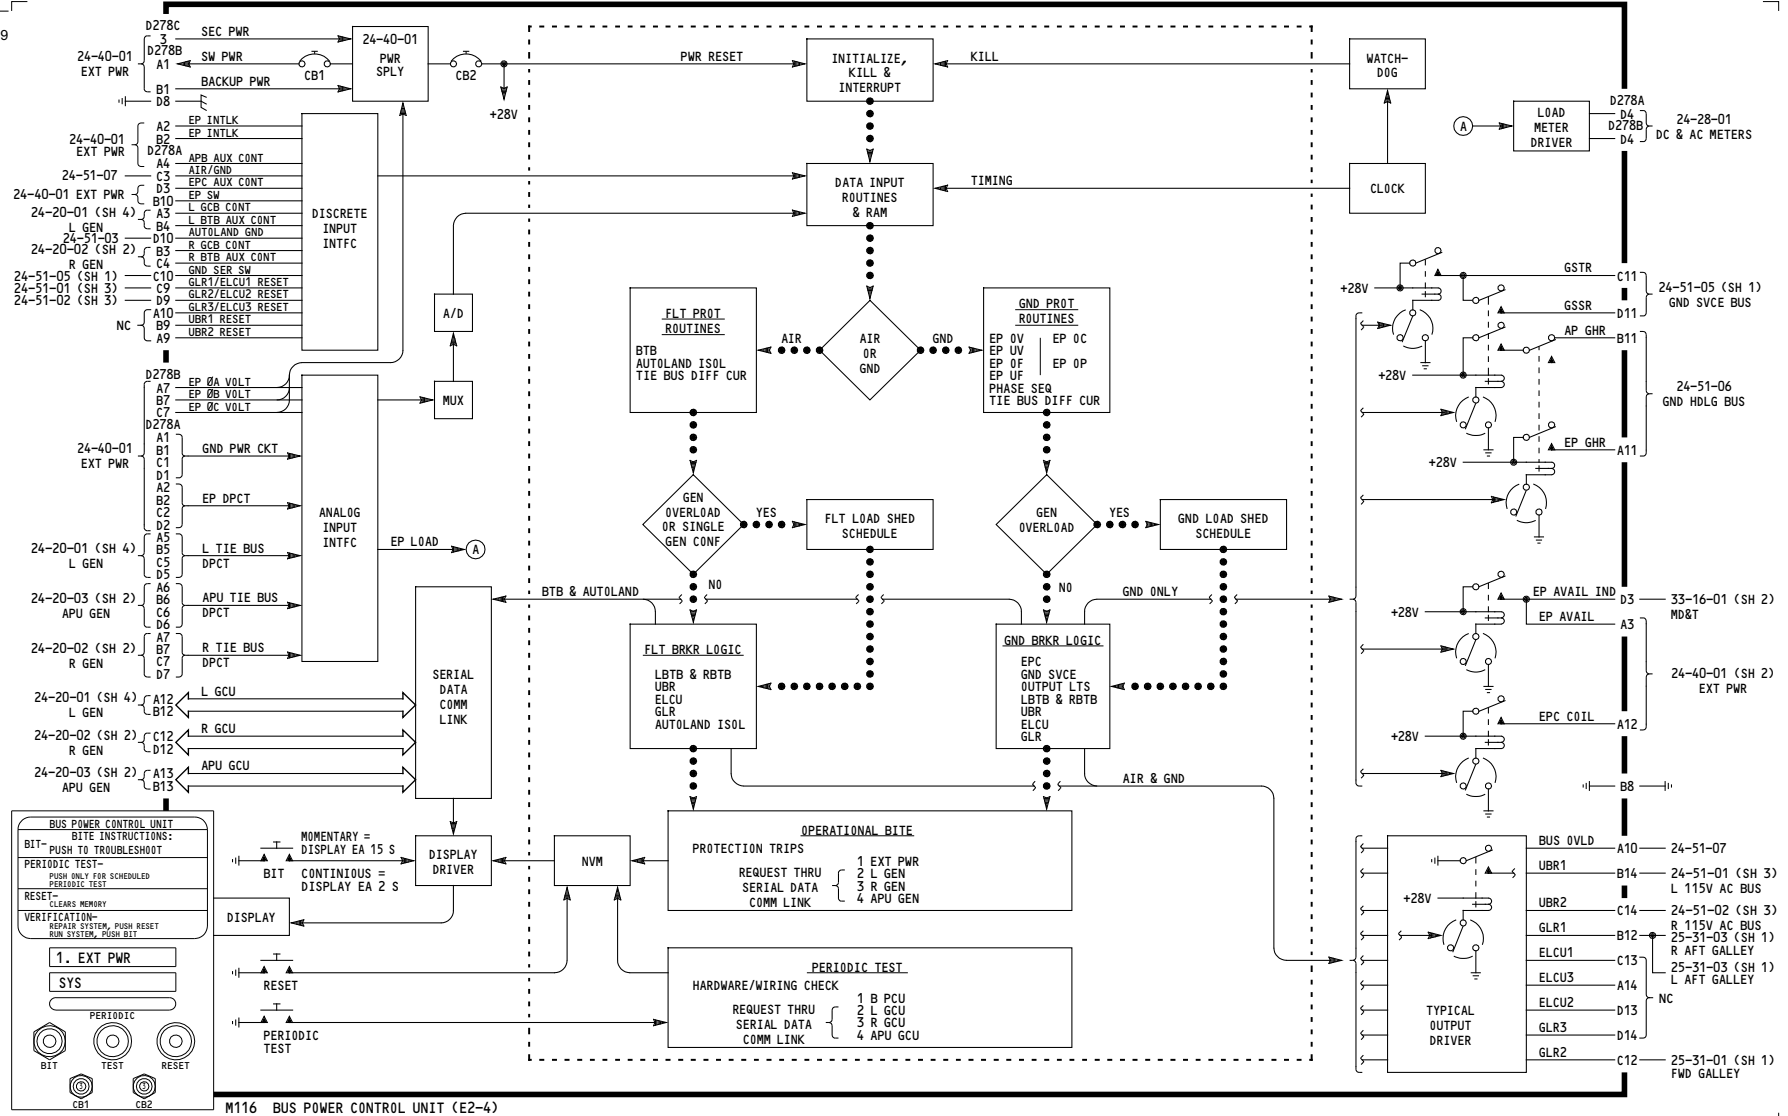 9
D278C
3
SEC PWR
D278B
24-40-01
EXT PWR
A1
SW PWR
CB1
B1
BACKUP PWR
D8
24-40-01
PWR
SPLY
CB2
+28V
PWR RESET
INITIALIZE,
KILL &
INTERRUPT
KILL
WATCH-
DOG
A2
EP INTLK
24-40-01
EXT PWR
B2
EP INTLK
D278A
A4
APB AUX CONT
24-51-07
C3
AIR/GND
24-40-01 EXT PWR
D3
EPC AUX CONT
B10
EP SW
24-20-01 (SH 4)
L GEN
A3
L GCB CONT
B4
L BTB AUX CONT
24-51-03
D10
AUTOLAND GND
24-20-02 (SH 2)
R GEN
B3
R GCB CONT
C4
R BTB AUX CONT
24-51-05 (SH 1)
C10
GND SER SW
24-51-01 (SH 3)
C9
GLR1/ELCU1 RESET
24-51-02 (SH 3)
D9
GLR2/ELCU2 RESET
A10
GLR3/ELCU3 RESET
NC
B9
UBR1 RESET
A9
UBR2 RESET
DISCRETE
INPUT
INTFC
DATA INPUT
ROUTINES
& RAM
TIMING
CLOCK
A
LOAD
METER
DRIVER
D278A
D4
D278B
D4
24-28-01
DC & AC METERS
A/D
MUX
D278B
A7
EP ØA VOLT
B7
EP ØB VOLT
C7
EP ØC VOLT
D278A
24-40-01
EXT PWR
A1
B1
C1
D1
GND PWR CKT
A2
B2
C2
D2
EP DPCT
24-20-01 (SH 4)
L GEN
A5
B5
C5
D5
L TIE BUS
DPCT
24-20-03 (SH 2)
APU GEN
A6
B6
C6
D6
APU TIE BUS
DPCT
24-20-02 (SH 2)
R GEN
A7
B7
C7
D7
R TIE BUS
DPCT
ANALOG
INPUT
INTFC
EP LOAD
A
24-20-01 (SH 4)
L GEN
A12
B12
L GCU
24-20-02 (SH 2)
R GEN
C12
D12
R GCU
24-20-03 (SH 2)
APU GEN
A13
B13
APU GCU
SERIAL
DATA
COMM
LINK
FLT PROT
ROUTINES
BTB
AUTOLAND ISOL
TIE BUS DIFF CUR
AIR
AIR
OR
GND
GND
GND PROT
ROUTINES
EP OV
EP UV
EP OF
EP UF
EP OC
EP OP
PHASE SEQ
TIE BUS DIFF CUR
GEN
OVERLOAD
OR SINGLE
GEN CONF
YES
FLT LOAD SHED
SCHEDULE
GEN
OVERLOAD
YES
GND LOAD SHED
SCHEDULE
NO
NO
BTB & AUTOLAND
GND ONLY
FLT BRKR LOGIC
LBTB & RBTB
UBR
ELCU
GLR
AUTOLAND ISOL
GND BRKR LOGIC
EPC
GND SVCE
OUTPUT LTS
LBTB & RBTB
UBR
ELCU
GLR
AIR & GND
OPERATIONAL BITE
PROTECTION TRIPS
REQUEST THRU
SERIAL DATA
COMM LINK
1 EXT PWR
2 L GEN
3 R GEN
4 APU GEN
PERIODIC TEST
HARDWARE/WIRING CHECK
REQUEST THRU
SERIAL DATA
COMM LINK
1 B PCU
2 L GCU
3 R GCU
4 APU GCU
NVM
DISPLAY
DRIVER
MOMENTARY =
DISPLAY EA 15 S
CONTINIOUS =
DISPLAY EA 2 S
BIT
DISPLAY
RESET
PERIODIC
TEST
BUS POWER CONTROL UNIT
BITE INSTRUCTIONS:
BIT-
PUSH TO TROUBLESHOOT
PERIODIC TEST-
PUSH ONLY FOR SCHEDULED
PERIODIC TEST
RESET-
CLEARS MEMORY
VERIFICATION-
REPAIR SYSTEM, PUSH RESET
RUN SYSTEM, PUSH BIT
1. EXT PWR
SYS
PERIODIC
BIT
TEST
RESET
CB1
CB2
M116 BUS POWER CONTROL UNIT (E2-4)
+28V
GSTR
C11
24-51-05 (SH 1)
GND SVCE BUS
GSSR
D11
AP GHR
B11
+28V
24-51-06
GND HDLG BUS
EP GHR
A11
+28V
EP AVAIL IND
D3
33-16-01 (SH 2)
MD&T
+28V
EP AVAIL
A3
24-40-01 (SH 2)
EXT PWR
EPC COIL
A12
+28V
B8
BUS OVLD
A10
24-51-07
UBR1
B14
24-51-01 (SH 3)
L 115V AC BUS
+28V
UBR2
C14
24-51-02 (SH 3)
R 115V AC BUS
GLR1
B12
25-31-03 (SH 1)
R AFT GALLEY
ELCU1
C13
25-31-03 (SH 1)
L AFT GALLEY
ELCU3
A14
NC
ELCU2
D13
GLR3
D14
GLR2
C12
25-31-01 (SH 1)
FWD GALLEY
TYPICAL
OUTPUT
DRIVER